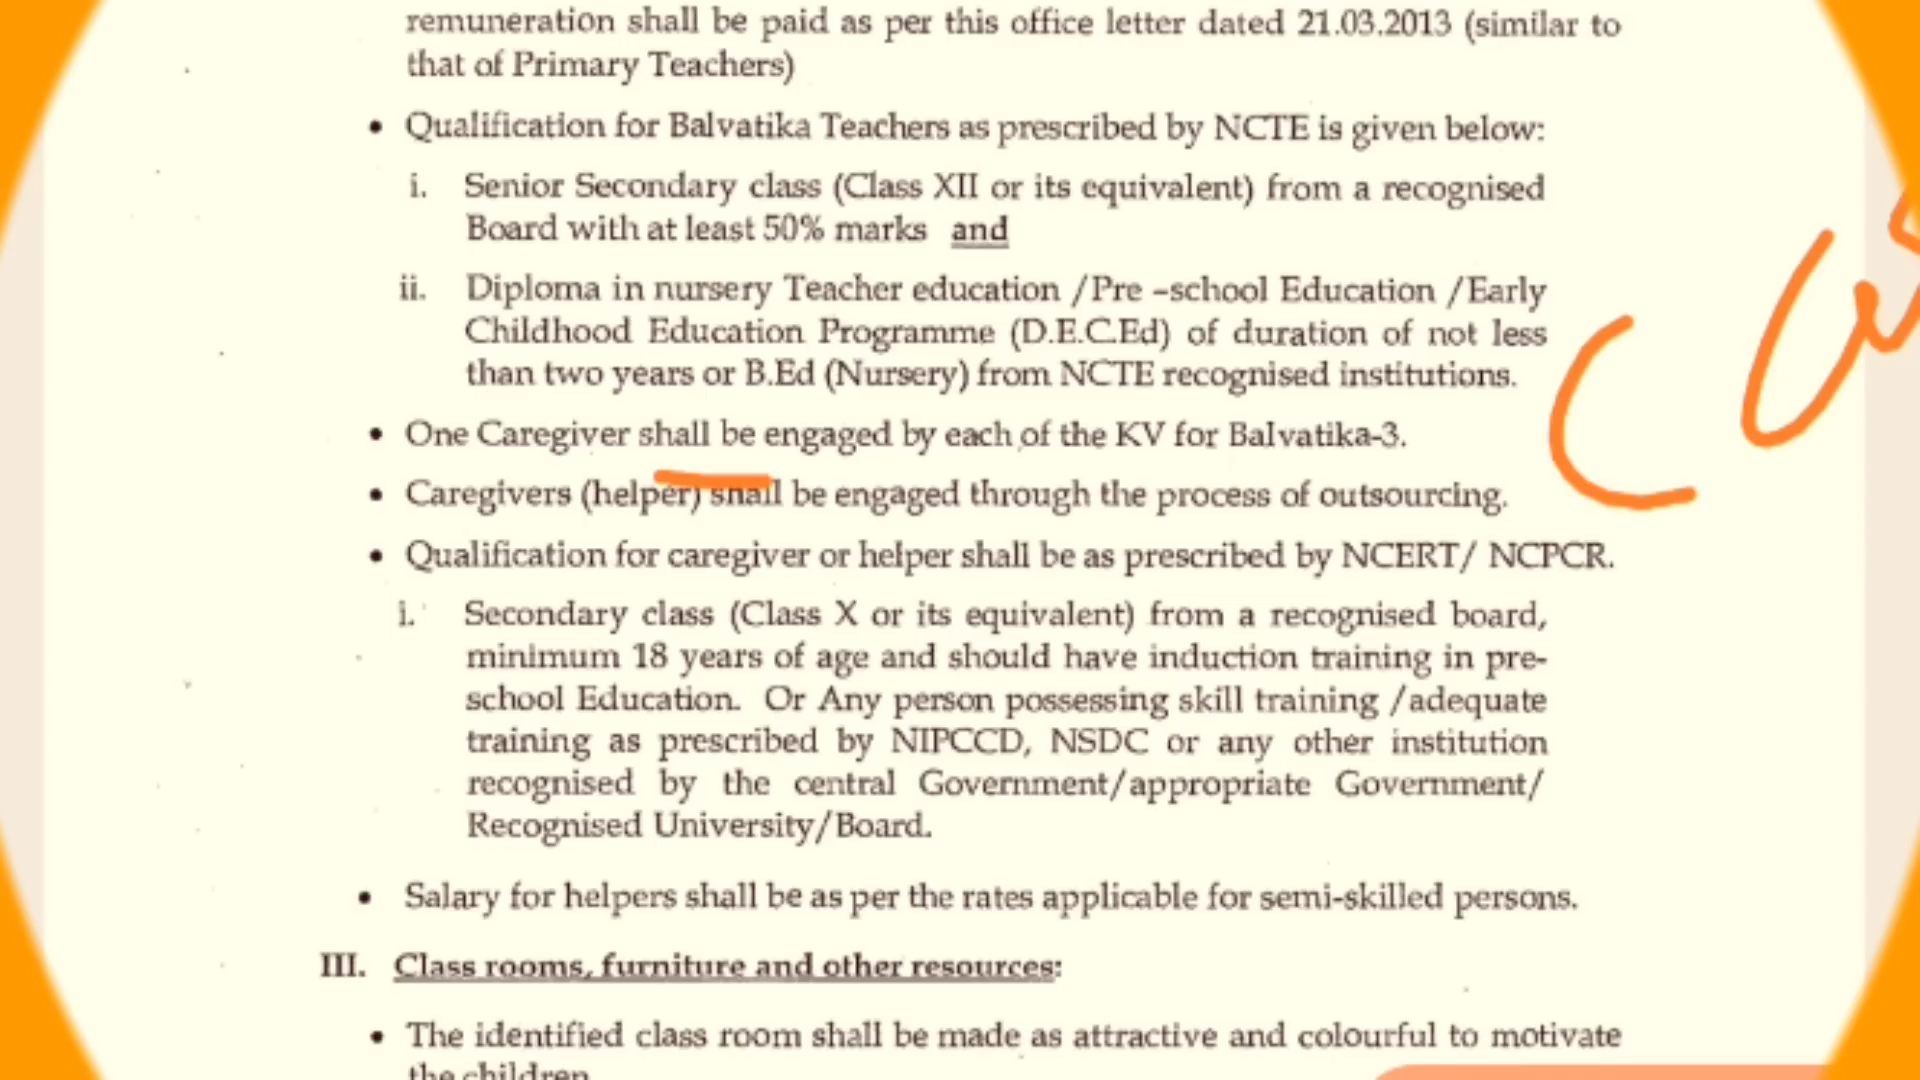 remuneration shall be paid as per this office letter dated 21.03.2013 (similar to
that of Primary Teachers)
• Qualification for Balvatika Teachers as prescribed by NCTE is given below:
i. Senior Secondary class (Class XII or its equivalent) from a recognised
Board with at least 50% marks and
ii. Diploma in nursery Teacher education /Pre –school Education /Early
Childhood Education Programme (D.E.C.Ed) of duration of not less
than two years or B.Ed (Nursery) from NCTE recognised institutions.
• One Caregiver shall be engaged by each of the KV for Balvatika-3.
• Caregivers (helper) shall be engaged through the process of outsourcing.
• Qualification for caregiver or helper shall be as prescribed by NCERT/ NCPCR.
i. Secondary class (Class X or its equivalent) from a recognised board,
minimum 18 years of age and should have induction training in pre-
school Education. Or Any person possessing skill training /adequate
training as prescribed by NIPCCD, NSDC or any other institution
recognised by the central Government/appropriate Government/
Recognised University/Board.
• Salary for helpers shall be as per the rates applicable for semi-skilled persons.
III. Class rooms, furniture and other resources:
• The identified class room shall be made as attractive and colourful to motivate
the children